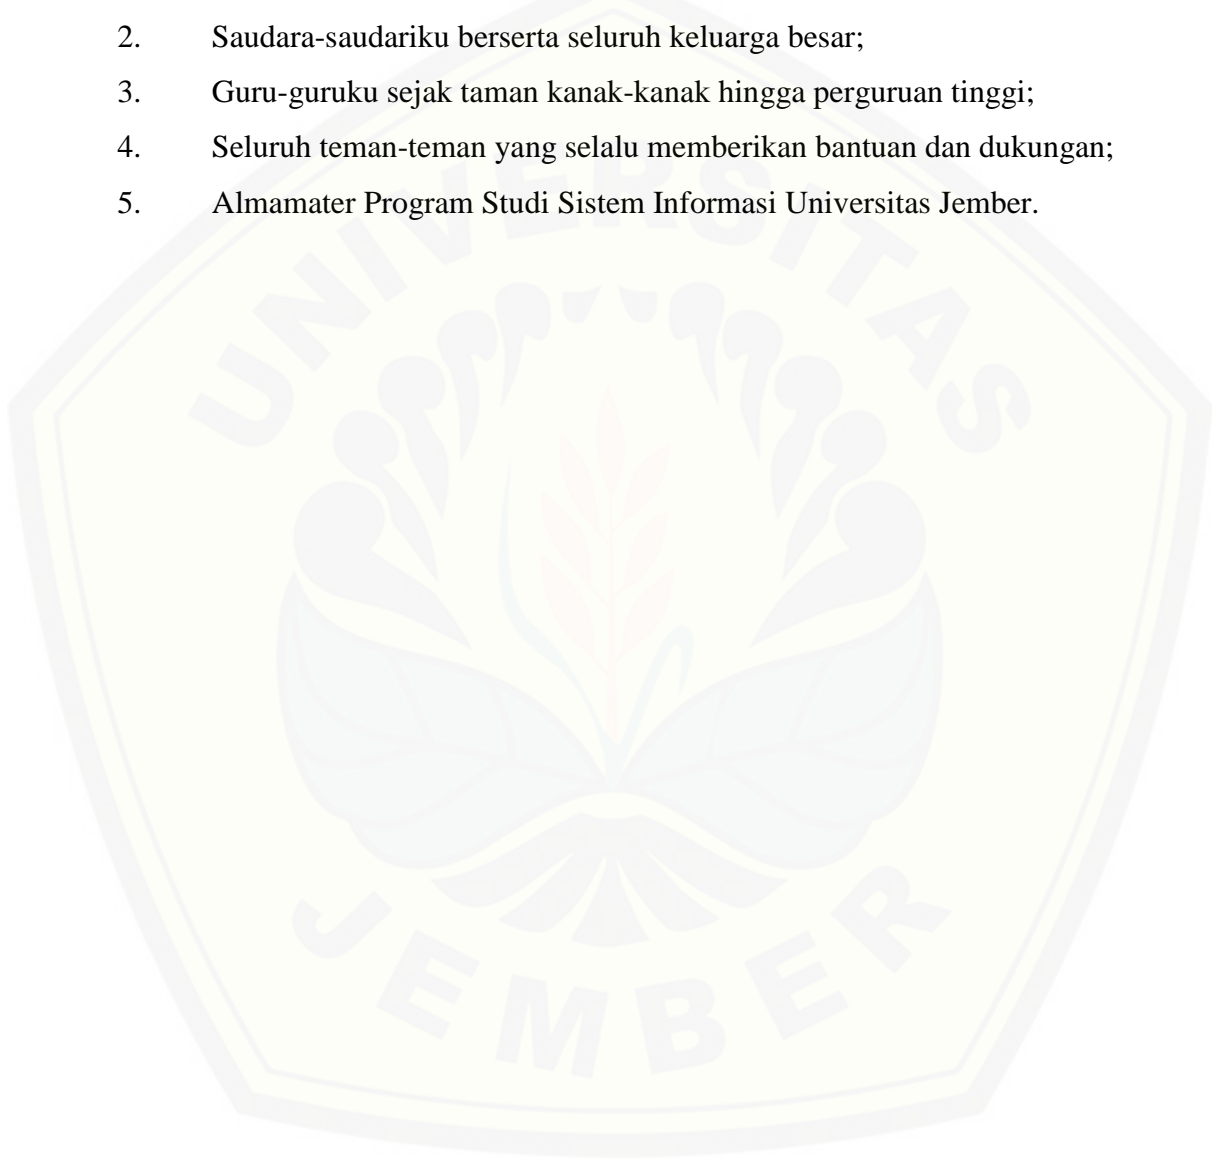 2. Saudara-saudariku berserta seluruh keluarga besar;
3. Guru-guruku sejak taman kanak-kanak hingga perguruan tinggi;
4. Seluruh teman-teman yang selalu memberikan bantuan dan dukungan;
5. Almamater Program Studi Sistem Informasi Universitas Jember.
UNIVERSITAS
JEMBER